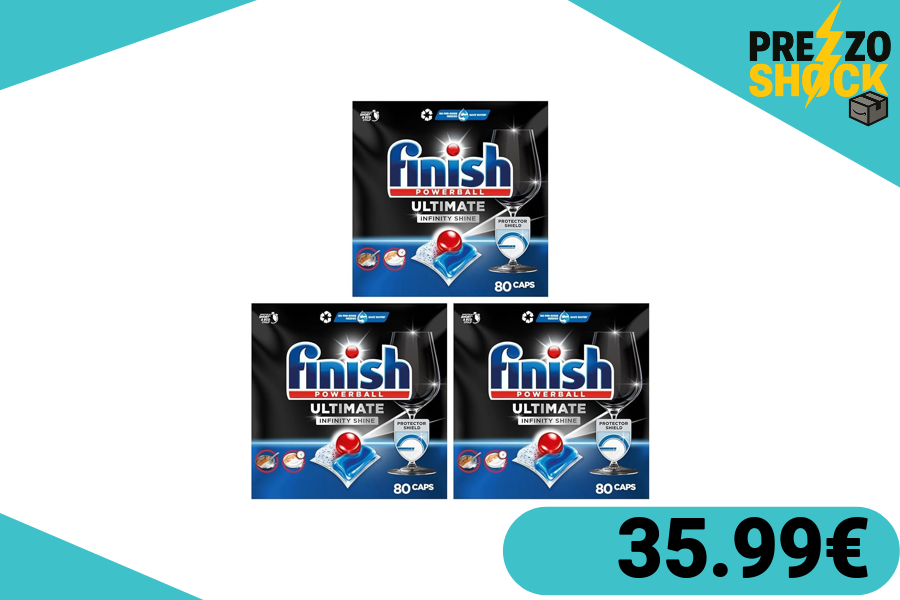 PREZZO
SHOCK
finish
POWERBALL
ULTIMATE
INFINITY SHINE
PROTECTOR
SHIELD
80 CAPS
finish
POWERBALL
ULTIMATE
INFINITY SHINE
PROTECTOR
SHIELD
80 CAPS
finish
POWERBALL
ULTIMATE
INFINITY SHINE
PROTECTOR
SHIELD
80 CAPS
35.99€